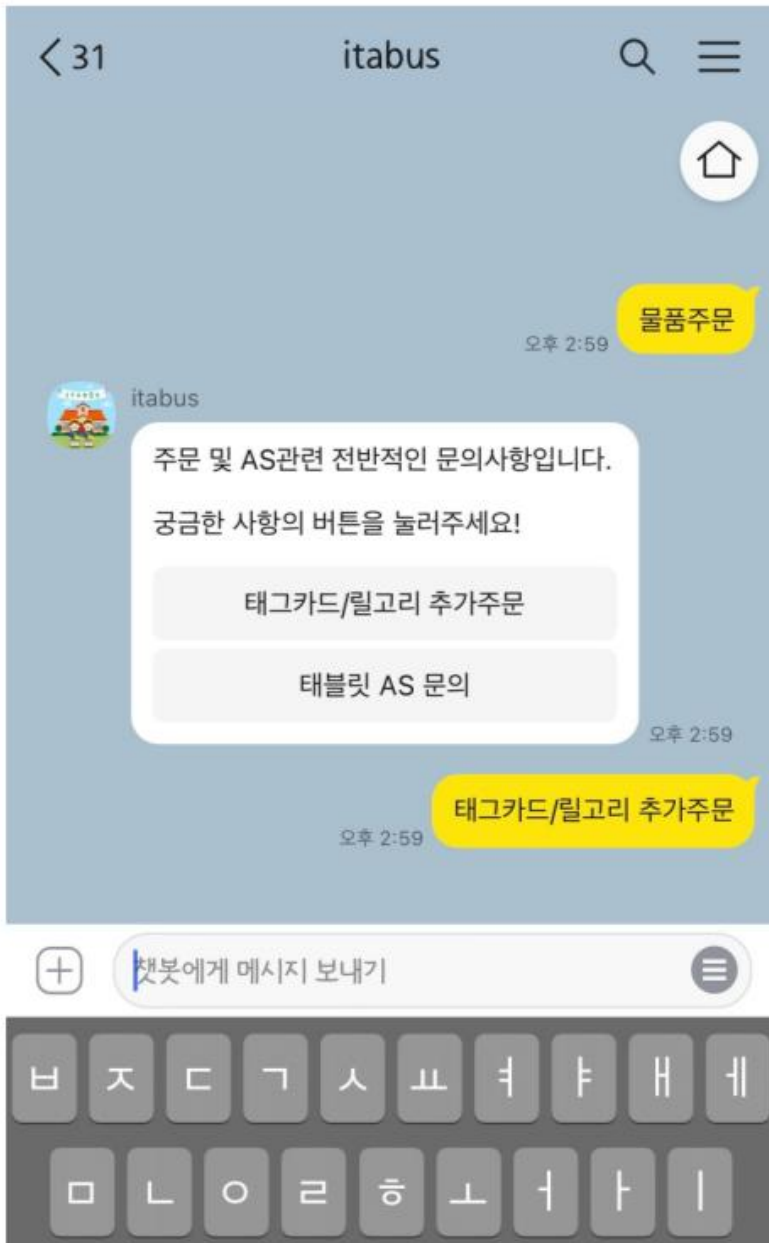 31
itabus
물품주문
오후 2:59
itabus
주문 및 AS관련 전반적인 문의사항입니다.
궁금한 사항의 버튼을 눌러주세요!
태그카드/릴고리 추가주문
태블릿 AS 문의
오후 2:59
태그카드/릴고리 추가주문
오후 2:59
챗봇에게 메시지 보내기
ㅂ ㅈ ㄷ ㄱ ㅅ ㅛ ㅕ ㅑ ㅐ ㅔ
ㅁ ㄴ ㅇ ㄹ ㅎ ㅗ ㅓ ㅏ ㅣ